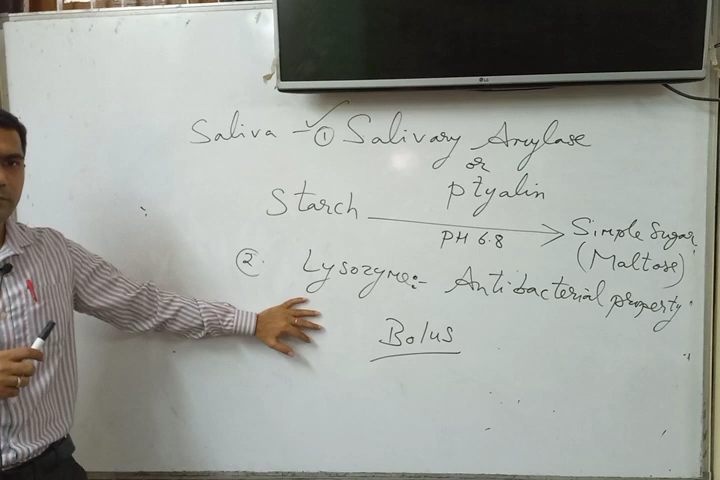 LG
Saliva - ① Salivary Amylase
or
Ptyalin
Starch → Simple Sugar
PH 6.8
(Maltose)
②. Lysozyme:- Antibacterial property.
Bolus